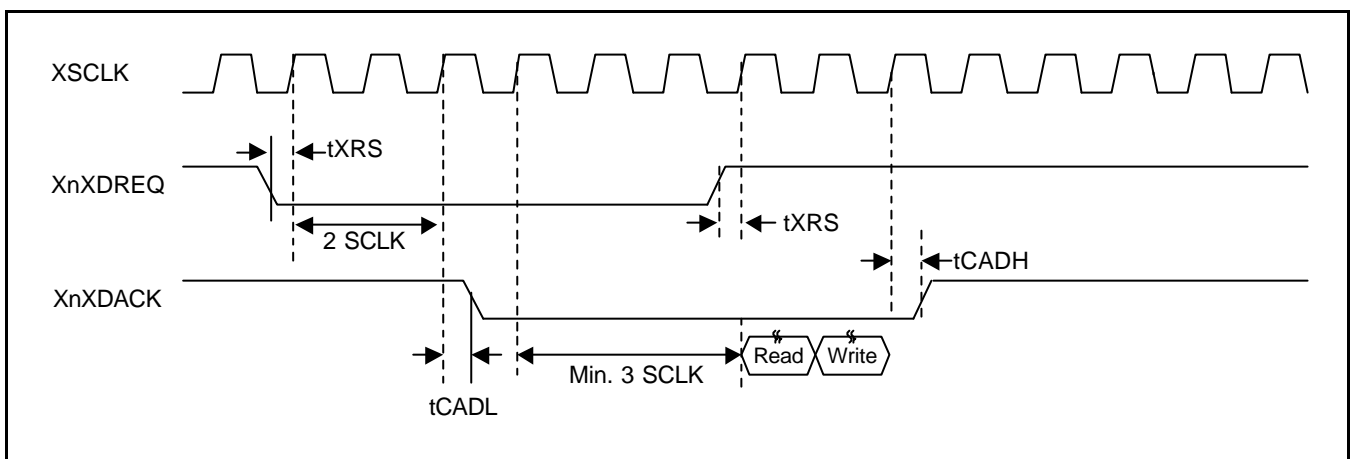 XSCLK
tXRS
XnXDREQ
tXRS
2 SCLK
tCADH
XnXDACK
Read Write
Min. 3 SCLK
tCADL